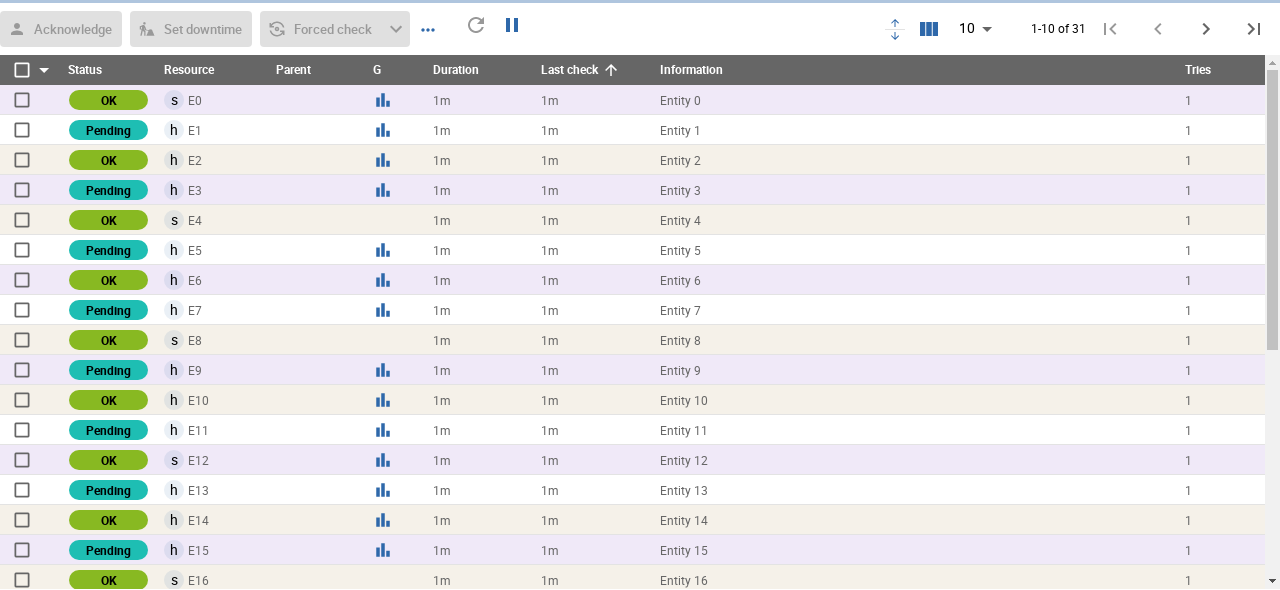 Acknowledge Set downtime Forced check 10 1-10 of 31
Status Resource Parent G Duration Last check Information Tries
OK s E0 1m 1m Entity 0 1
Pending h E1 1m 1m Entity 1 1
OK h E2 1m 1m Entity 2 1
Pending h E3 1m 1m Entity 3 1
OK s E4 1m 1m Entity 4 1
Pending h E5 1m 1m Entity 5 1
OK h E6 1m 1m Entity 6 1
Pending h E7 1m 1m Entity 7 1
OK s E8 1m 1m Entity 8 1
Pending h E9 1m 1m Entity 9 1
OK h E10 1m 1m Entity 10 1
Pending h E11 1m 1m Entity 11 1
OK s E12 1m 1m Entity 12 1
Pending h E13 1m 1m Entity 13 1
OK h E14 1m 1m Entity 14 1
Pending h E15 1m 1m Entity 15 1
OK s E16 1m 1m Entity 16 1